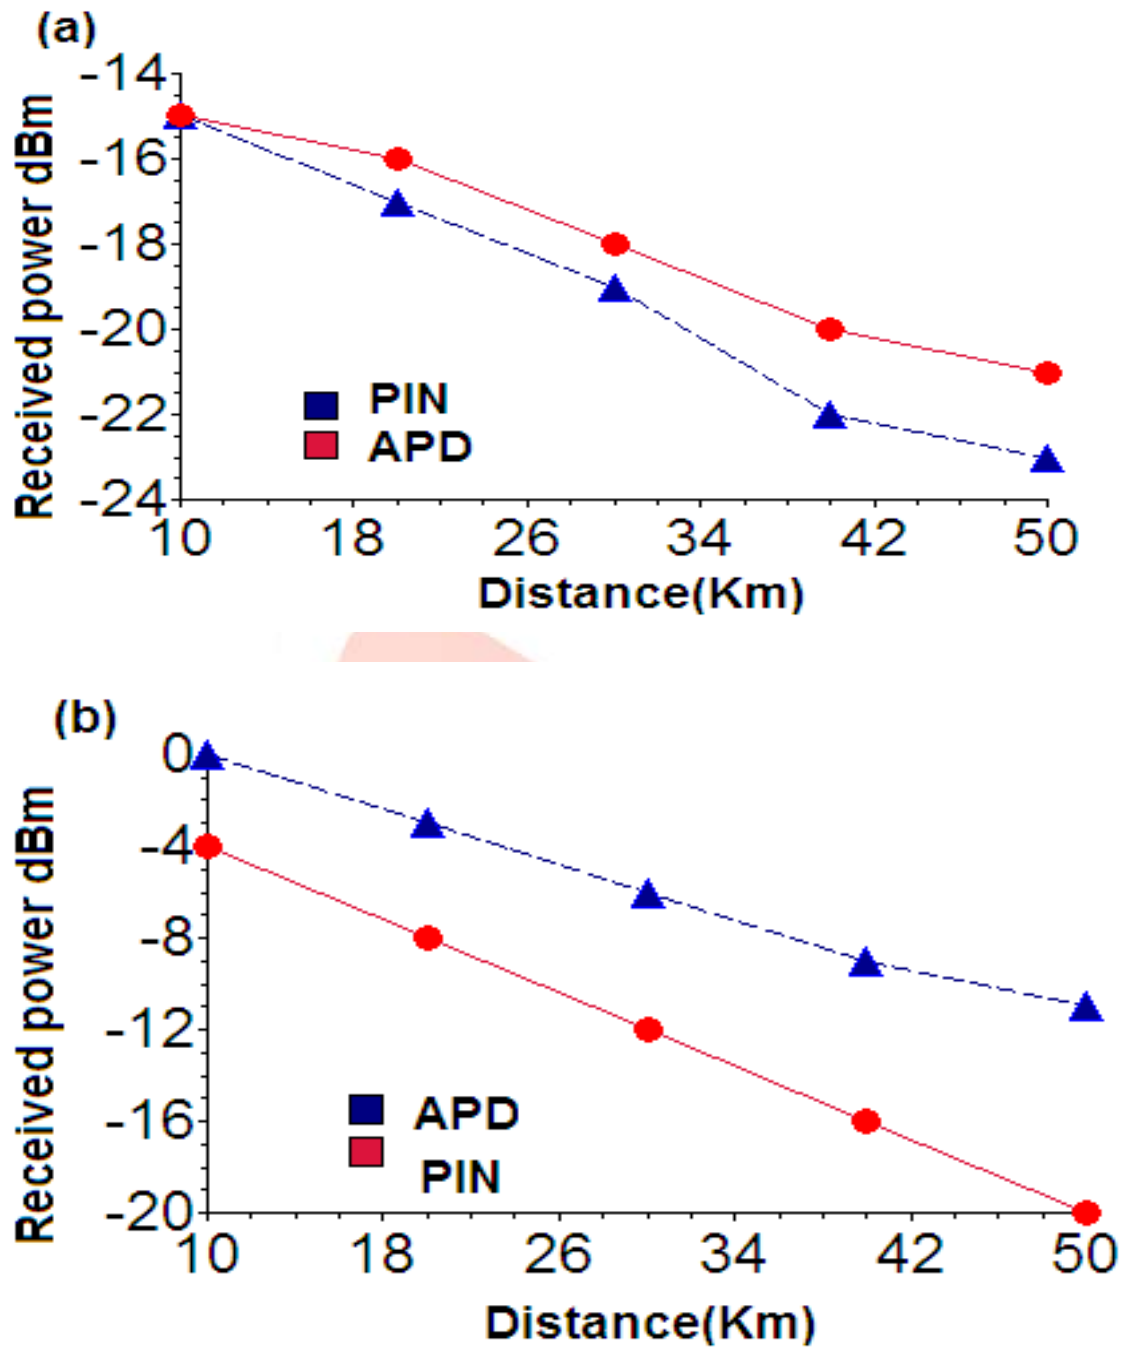 (a)
Received power dBm
-14
-16
-18
-20
-22
-24
PIN
APD
10 18 26 34 42 50
Distance(Km)
(b)
Received power dBm
0
-4
-8
-12
-16
-20
APD
PIN
10 18 26 34 42 50
Distance(Km)